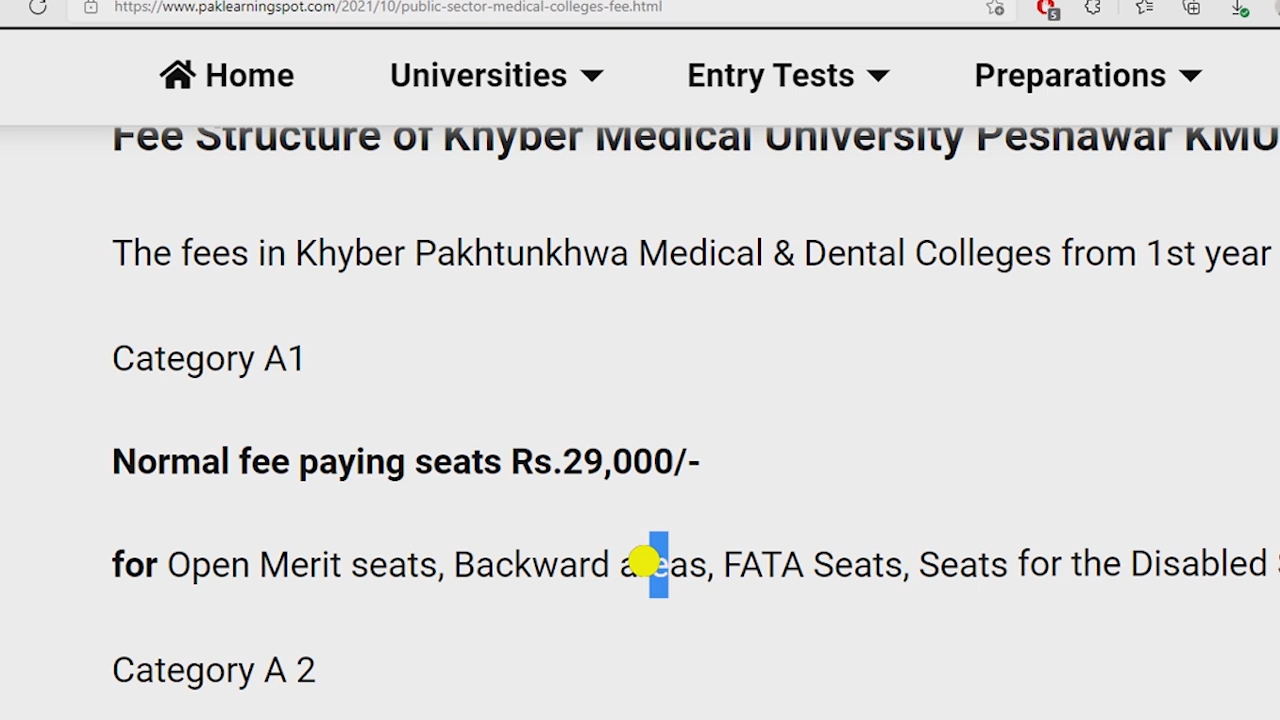 https://www.paklearningspot.com/2021/10/public-sector-medical-colleges-fee.html
5
Home Universities Entry Tests Preparations
Fee Structure of Khyber Medical University Peshawar KMU
The fees in Khyber Pakhtunkhwa Medical & Dental Colleges from 1st year
Category A1
Normal fee paying seats Rs.29,000/-
for Open Merit seats, Backward areas, FATA Seats, Seats for the Disabled
Category A 2